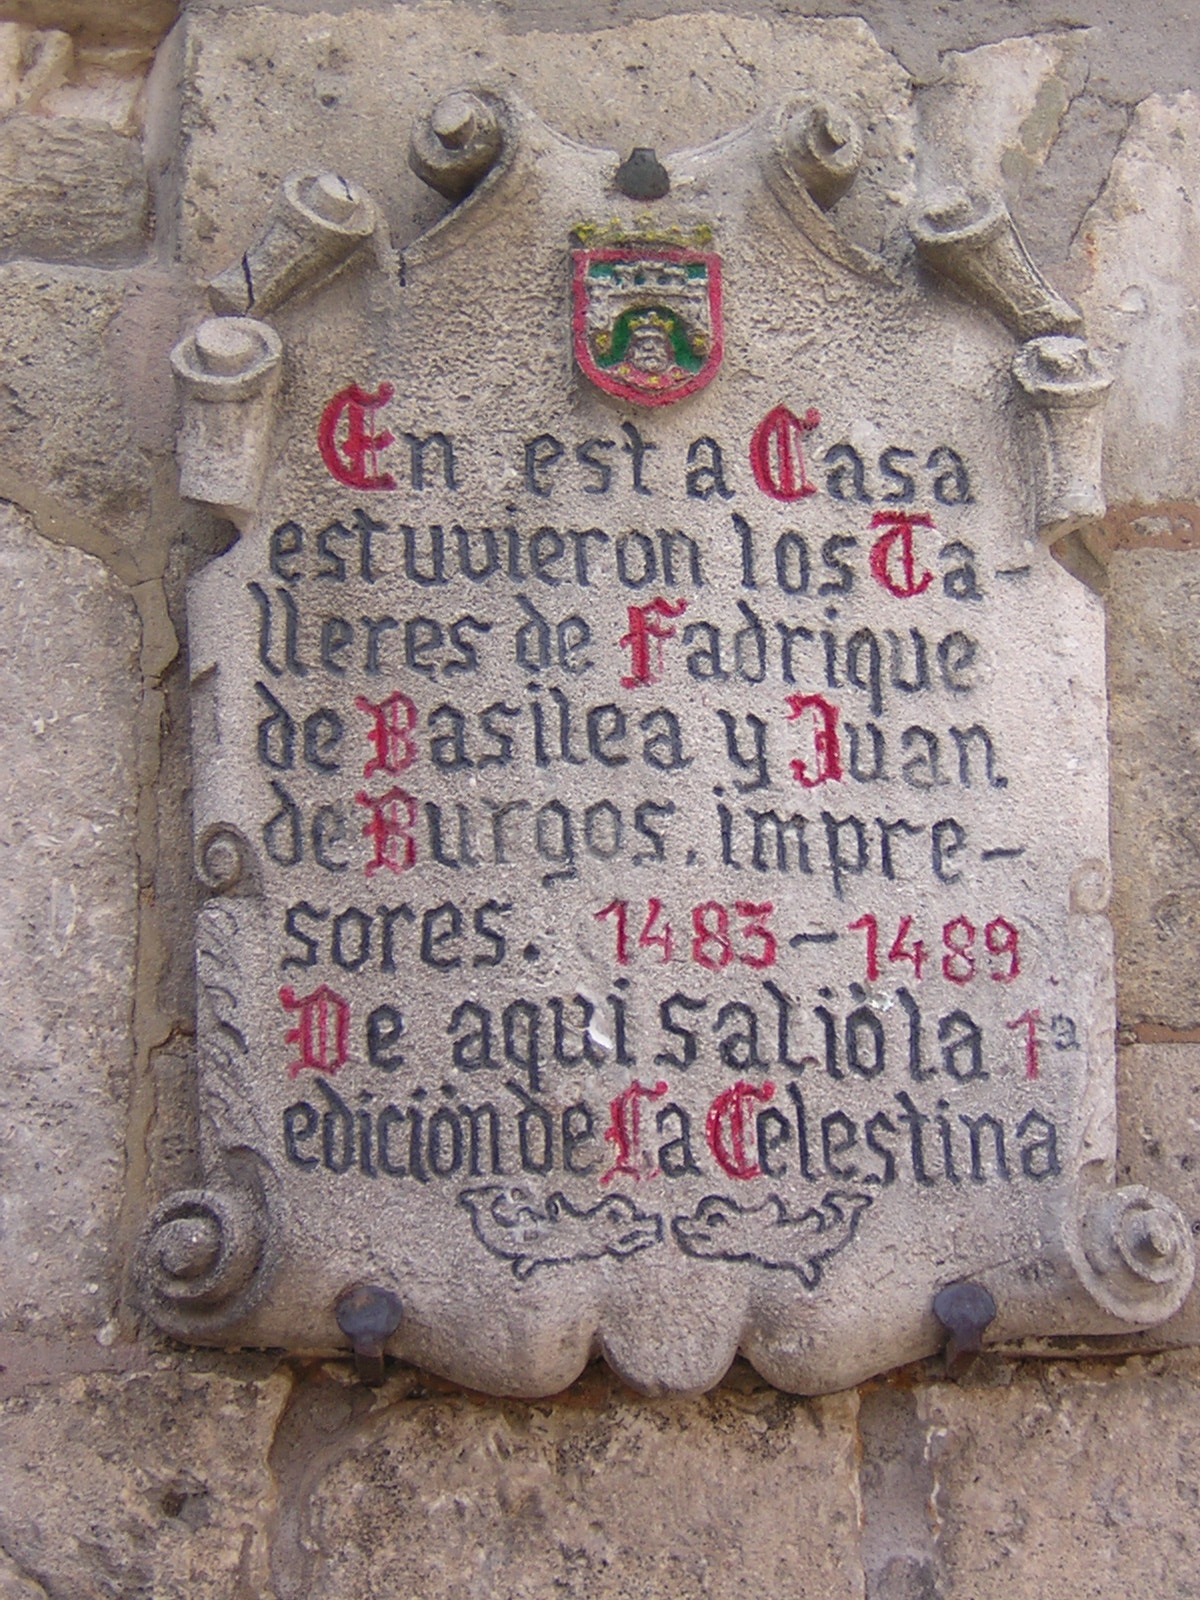 En esta Casa
estuvieron los Ta-
lleres de Fadrique
de Basilea y Juan
de Burgos. impre-
sores. 1483-1489
De aqui salió la 1ª
edición de La Celestina